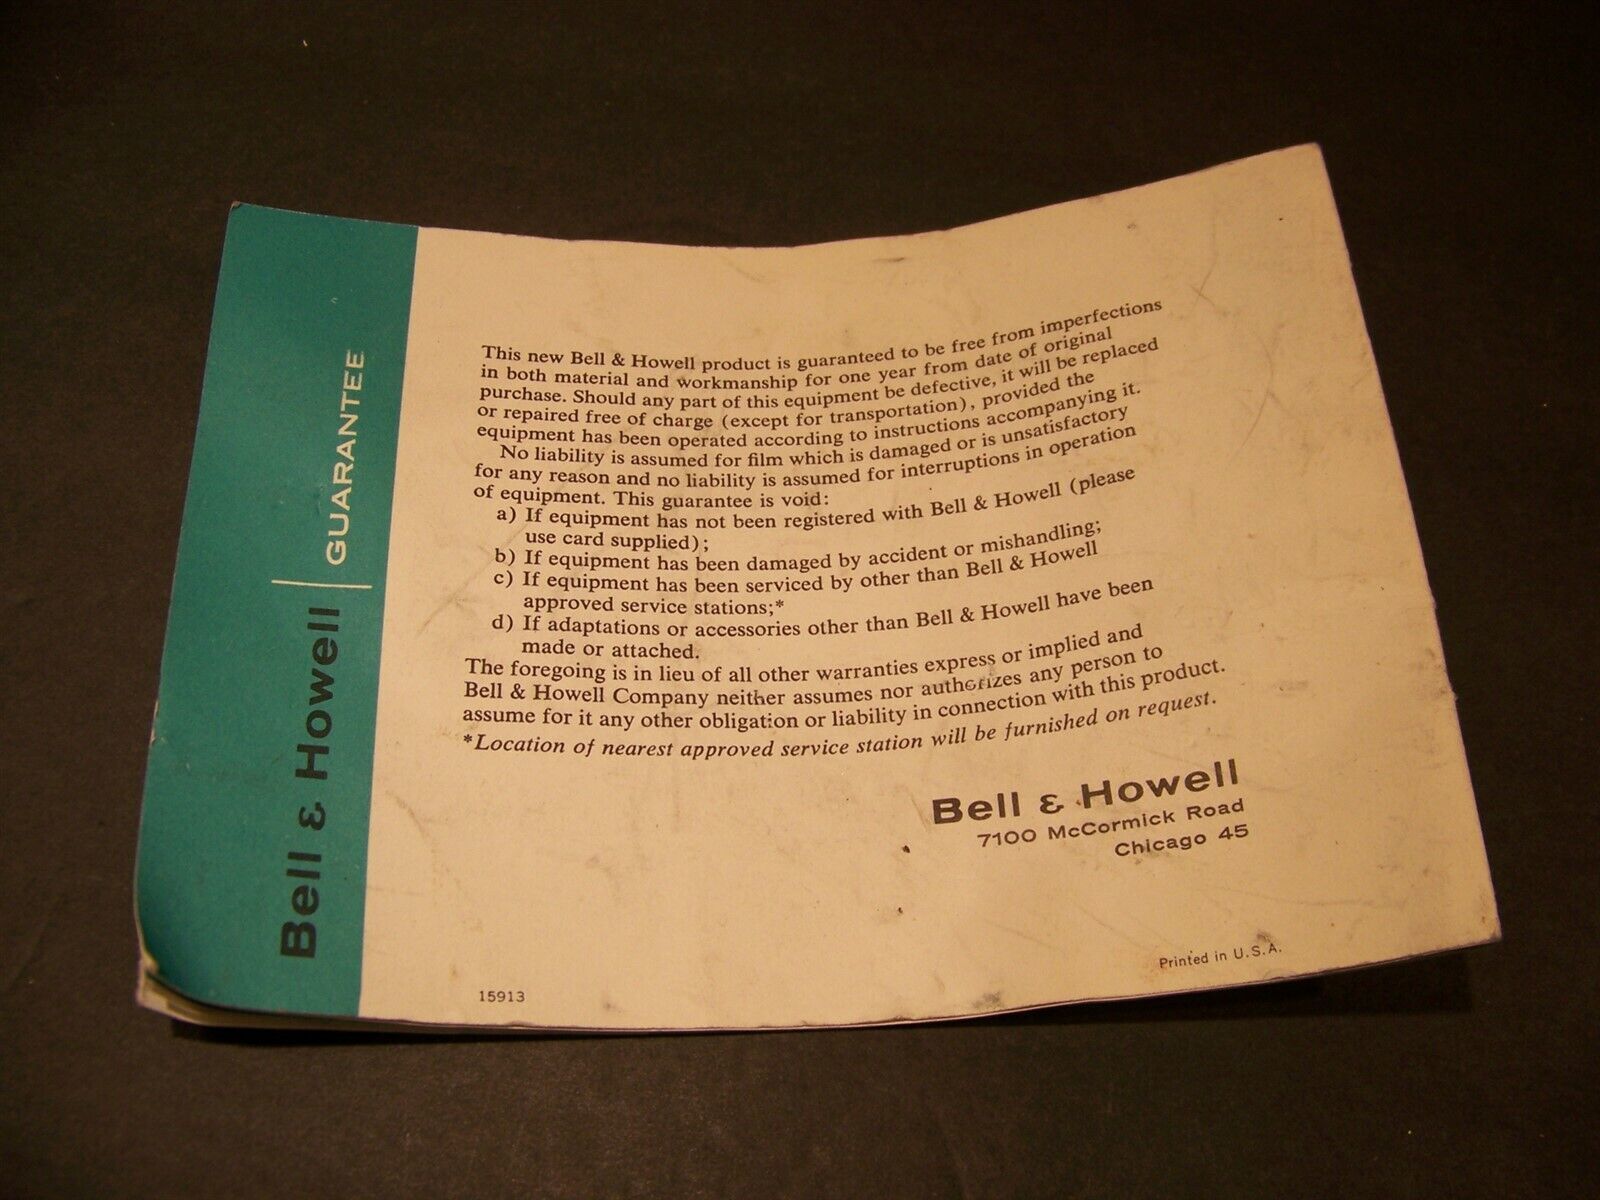 Bell & Howell | GUARANTEE
This new Bell & Howell product is guaranteed to be free from imperfections
in both material and workmanship for one year from date of original
purchase. Should any part of this equipment be defective, it will be replaced
or repaired free of charge (except for transportation), provided the
equipment has been operated according to instructions accompanying it.
No liability is assumed for film which is damaged or is unsatisfactory
for any reason and no liability is assumed for interruptions in operation
of equipment. This guarantee is void:
a) If equipment has not been registered with Bell & Howell (please
use card supplied);
b) If equipment has been damaged by accident or mishandling;
c) If equipment has been serviced by other than Bell & Howell
approved service stations;*
d) If adaptations or accessories other than Bell & Howell have been
made or attached.
The foregoing is in lieu of all other warranties express or implied and
Bell & Howell Company neither assumes nor authorizes any person to
assume for it any other obligation or liability in connection with this product.
*Location of nearest approved service station will be furnished on request.
Bell & Howell
7100 McCormick Road
Chicago 45
15913
Printed in U.S.A.